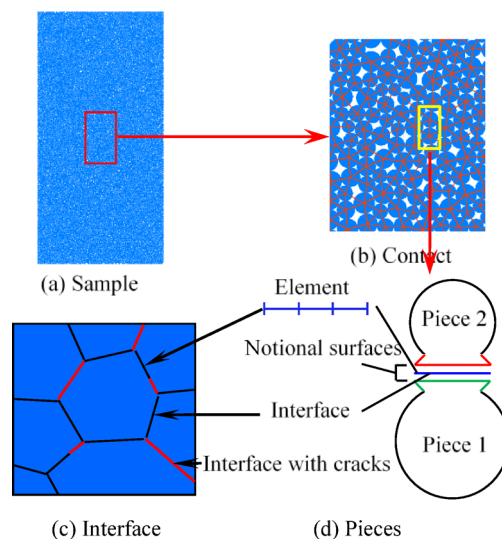 (a) Sample
(b) Contact
Element
Piece 2
Notional surfaces
Interface
Piece 1
Interface with cracks
(c) Interface
(d) Pieces